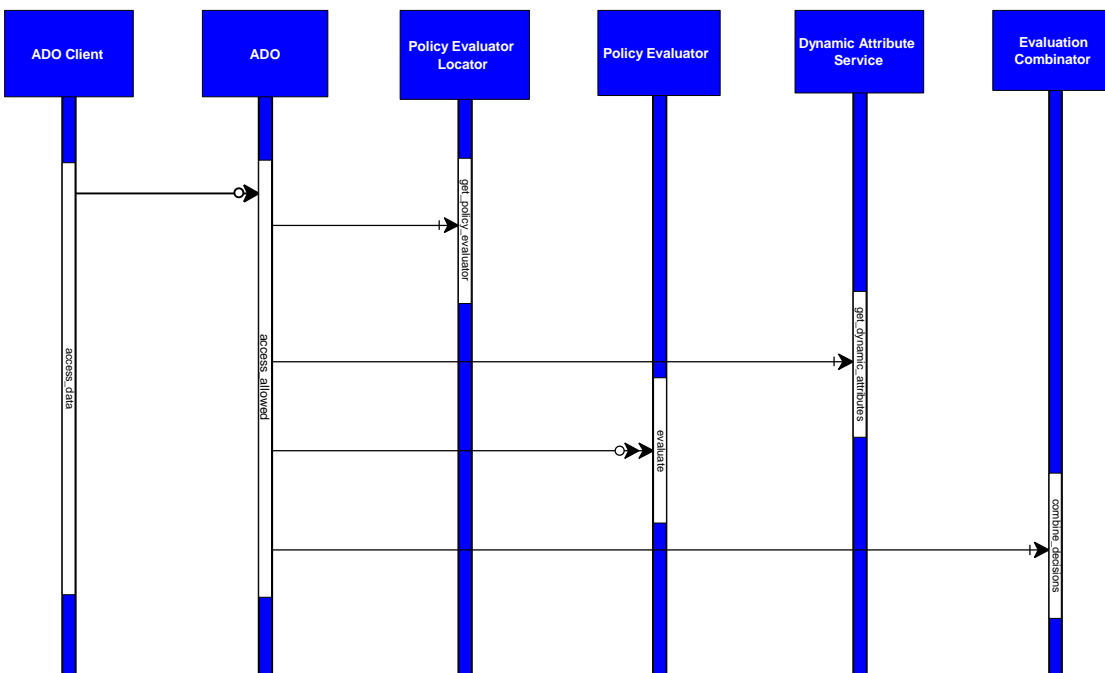 ADO Client
ADO
Policy Evaluator
Locator
Policy Evaluator
Dynamic Attribute
Service
Evaluation
Combinator
access_data
access_allowed
get_policy_evaluator
evaluate
get_dynamic_attributes
combine_decisions